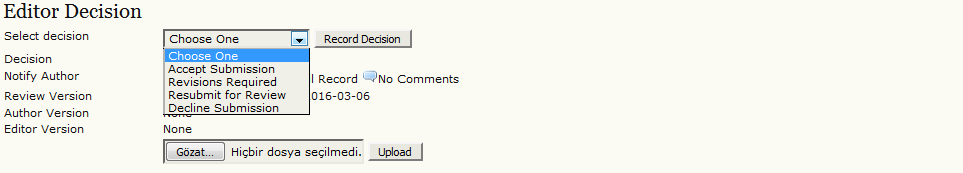 Editor Decision
Select decision Choose One Record Decision
Choose One
Accept Submission
Revisions Required
Resubmit for Review
Decline Submission
Decision
Notify Author l Record No Comments
Review Version 016-03-06
Author Version None
Editor Version None
Gözat... Hiçbir dosya seçilmedi. Upload